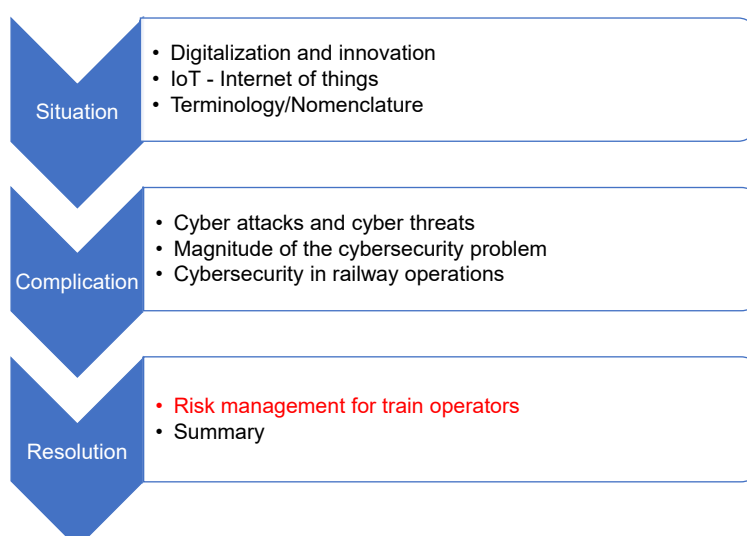 Situation
• Digitalization and innovation
• IoT - Internet of things
• Terminology/Nomenclature
Complication
• Cyber attacks and cyber threats
• Magnitude of the cybersecurity problem
• Cybersecurity in railway operations
Resolution
• Risk management for train operators
• Summary